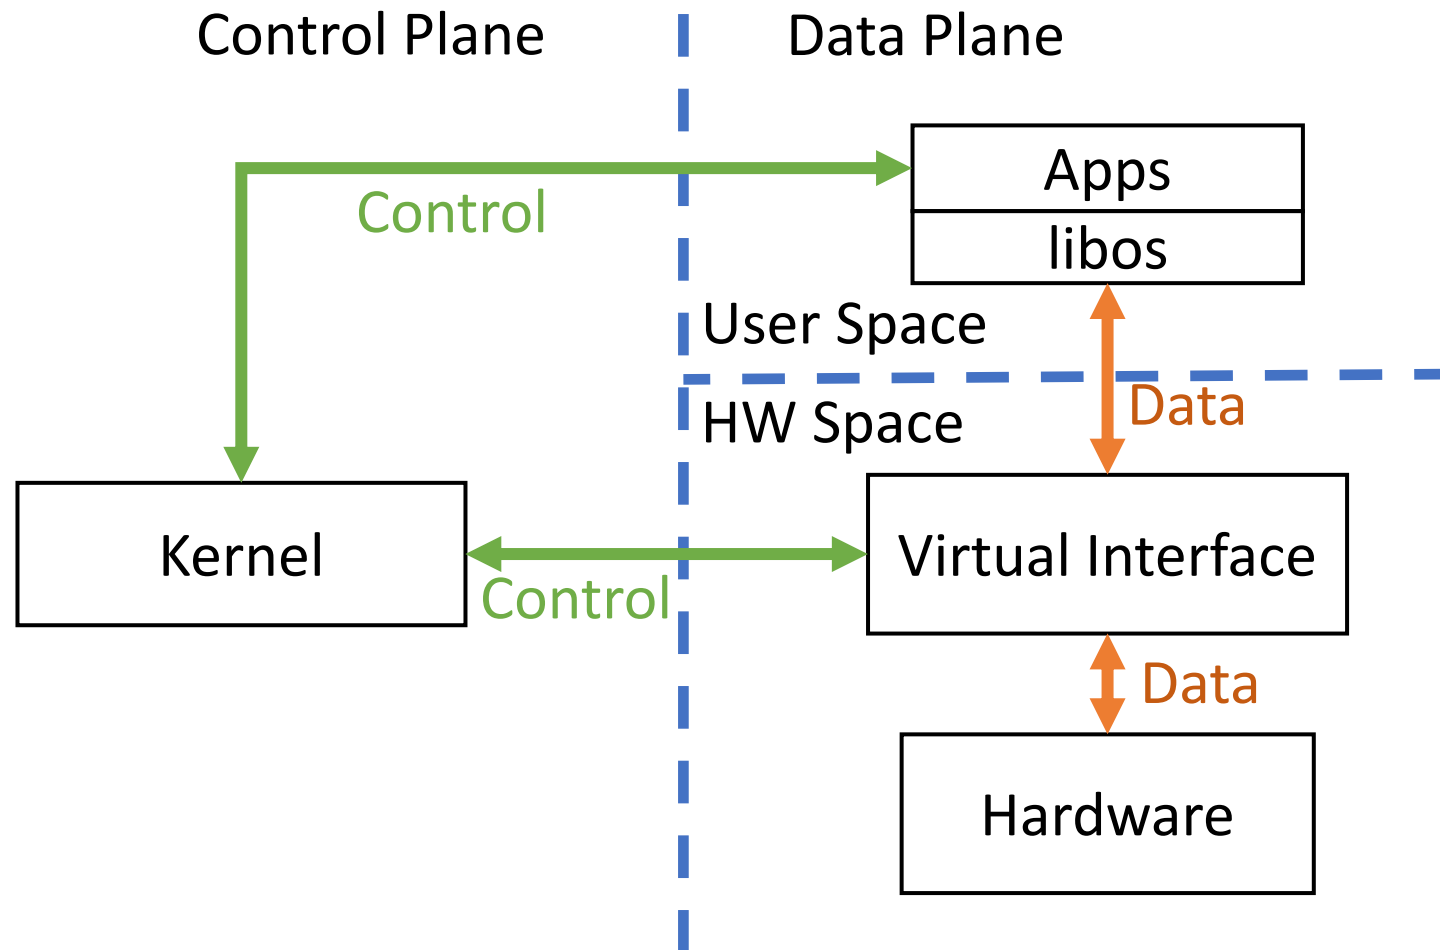 Control Plane
Data Plane
Apps
Control
libos
User Space
Data
HW Space
Kernel
Virtual Interface
Control
Data
Hardware